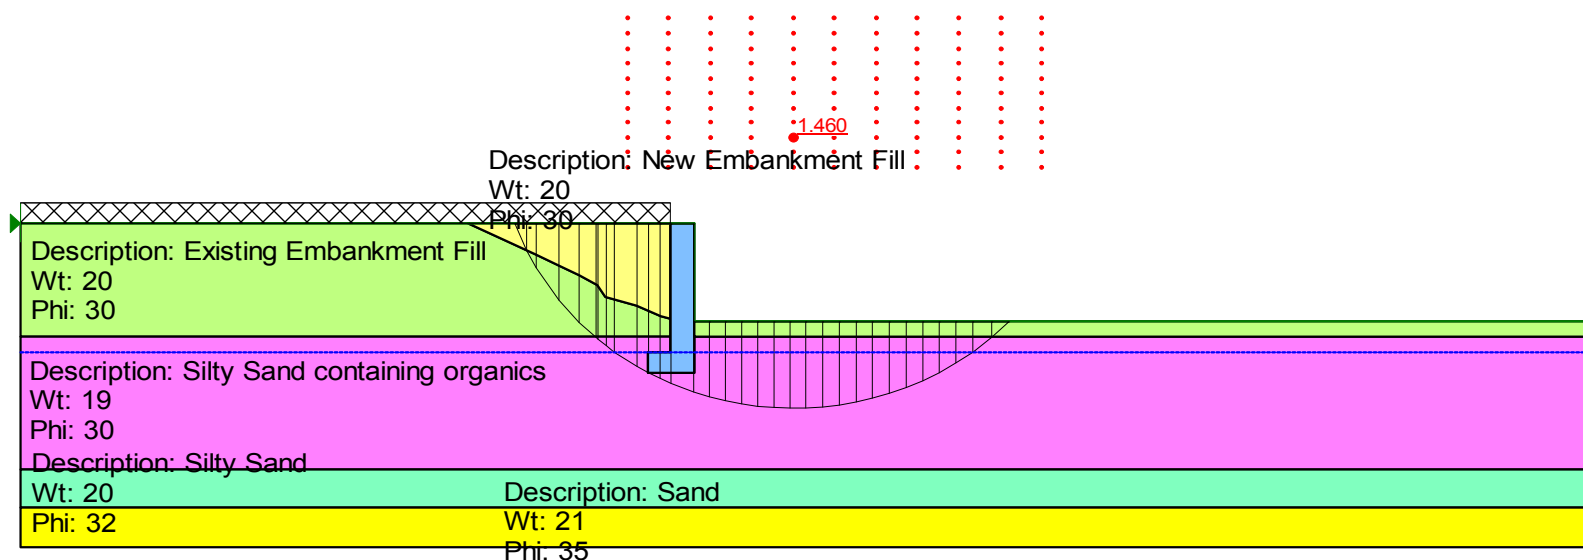 1.460
Description: New Embankment Fill
Wt: 20
Phi: 30
Description: Existing Embankment Fill
Wt: 20
Phi: 30
Description: Silty Sand containing organics
Wt: 19
Phi: 30
Description: Silty Sand
Wt: 20
Phi: 32
Description: Sand
Wt: 21
Phi: 35